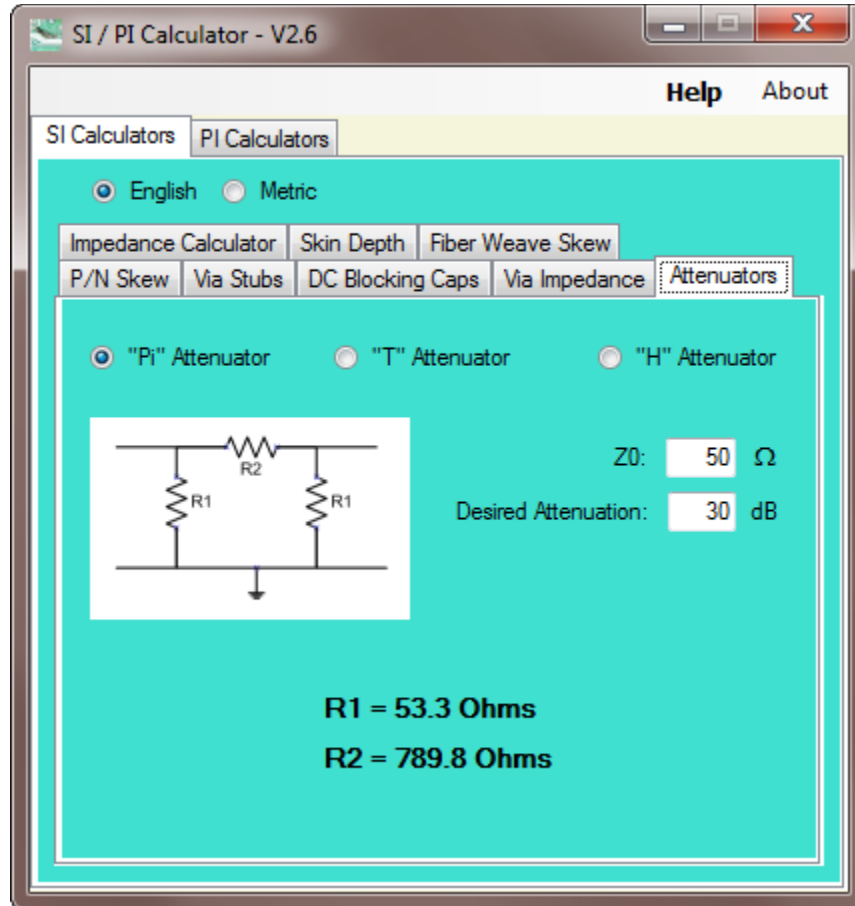 SI / PI Calculator - V2.6
Help About
SI Calculators PI Calculators
English Metric
Impedance Calculator Skin Depth Fiber Weave Skew
P/N Skew Via Stubs DC Blocking Caps Via Impedance Attenuators
"Pi" Attenuator "T" Attenuator "H" Attenuator
R2
R1 R1
Z0: 50 Ω
Desired Attenuation: 30 dB
R1 = 53.3 Ohms
R2 = 789.8 Ohms